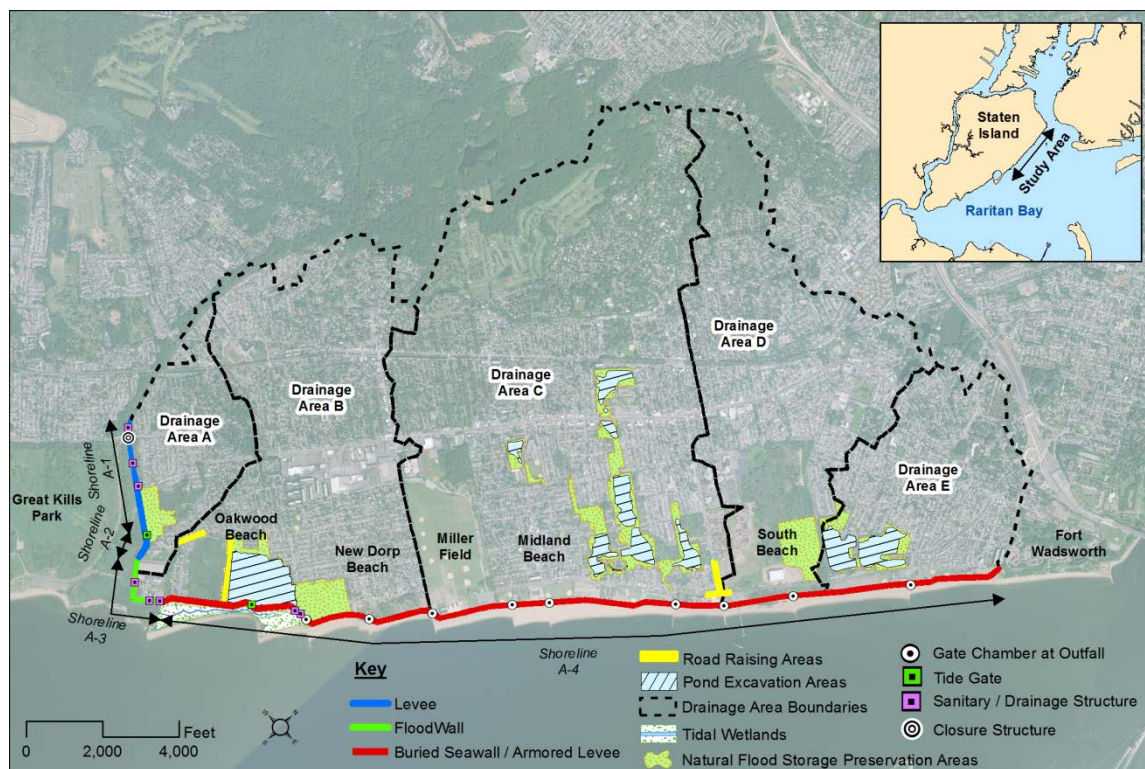 Staten
Island
Study Area
Raritan Bay
Drainage
Area D
Drainage
Area C
Drainage
Area B
Drainage
Area A
Drainage
Area E
Shoreline
A-1
Great Kills
Park
Shoreline
A-2
Oakwood
Beach
New Dorp
Beach
Miller
Field
Midland
Beach
South
Beach
Fort
Wadsworth
Shoreline
A-3
Shoreline
A-4
Key
Levee
FloodWall
Buried Seawall / Armored Levee
Road Raising Areas
Pond Excavation Areas
Drainage Area Boundaries
Tidal Wetlands
Natural Flood Storage Preservation Areas
Gate Chamber at Outfall
Tide Gate
Sanitary / Drainage Structure
Closure Structure
Feet
0 2,000 4,000